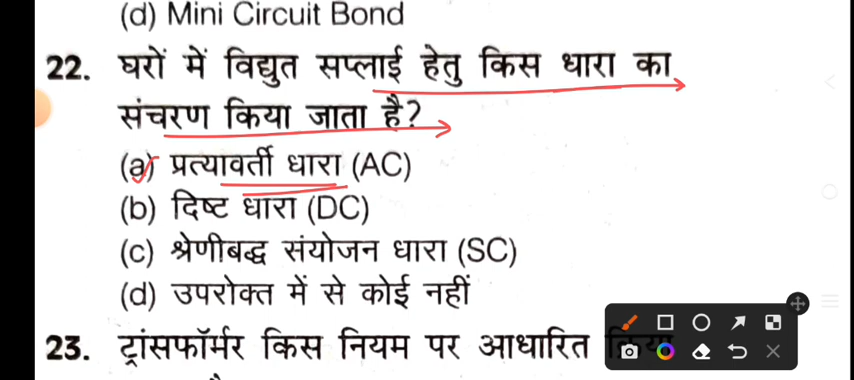 (d) Mini Circuit Bond
22. घरों में विद्युत सप्लाई हेतु किस धारा का
संचरण किया जाता है?
(a) प्रत्यावर्ती धारा (AC)
(b) दिष्ट धारा (DC)
(c) श्रेणीबद्ध संयोजन धारा (SC)
(d) उपरोक्त में से कोई नहीं
23. ट्रांसफॉर्मर किस नियम पर आधारित किया